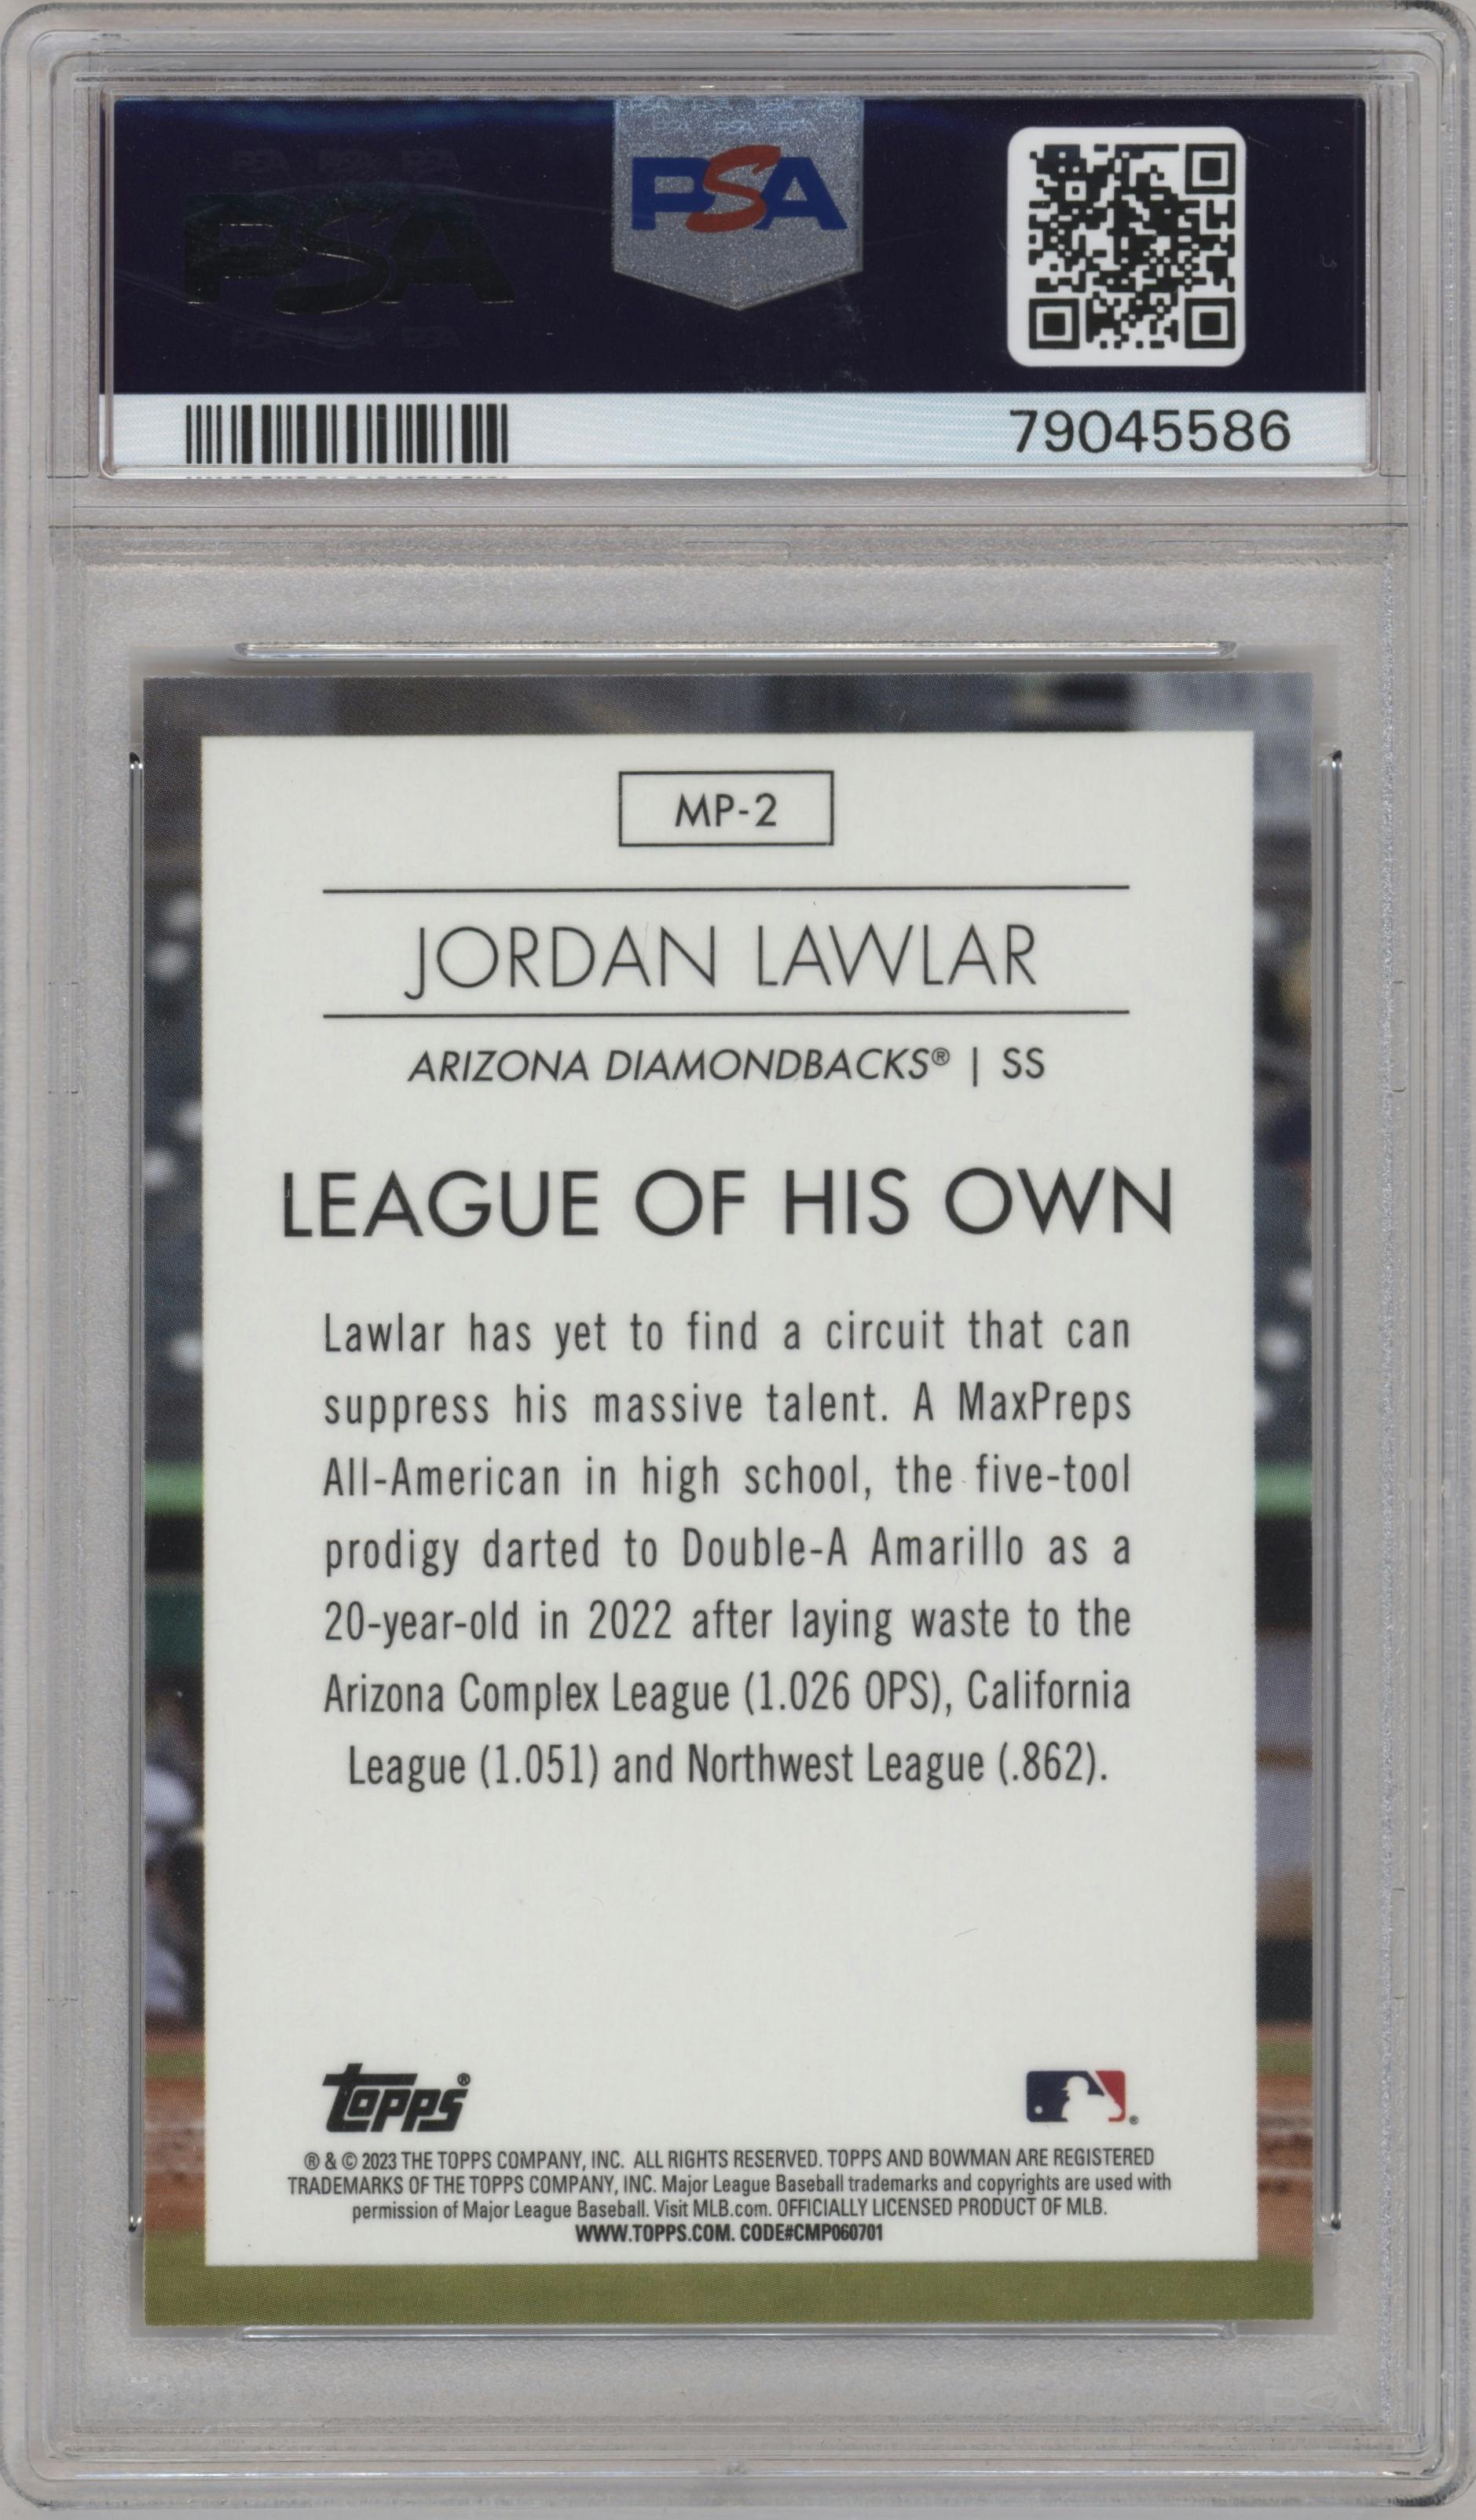 PSA
PSA
79045586
MP-2
JORDAN LAWLAR
ARIZONA DIAMONDBACKS® | SS
LEAGUE OF HIS OWN
Lawlar has yet to find a circuit that can
suppress his massive talent. A MaxPreps
All-American in high school, the five-tool
prodigy darted to Double-A Amarillo as a
20-year-old in 2022 after laying waste to the
Arizona Complex League (1.026 OPS), California
League (1.051) and Northwest League (.862).
topps®
® & © 2023 THE TOPPS COMPANY, INC. ALL RIGHTS RESERVED. TOPPS AND BOWMAN ARE REGISTERED
TRADEMARKS OF THE TOPPS COMPANY, INC. Major League Baseball trademarks and copyrights are used with
permission of Major League Baseball. Visit MLB.com. OFFICIALLY LICENSED PRODUCT OF MLB.
WWW.TOPPS.COM. CODE#CMP060701